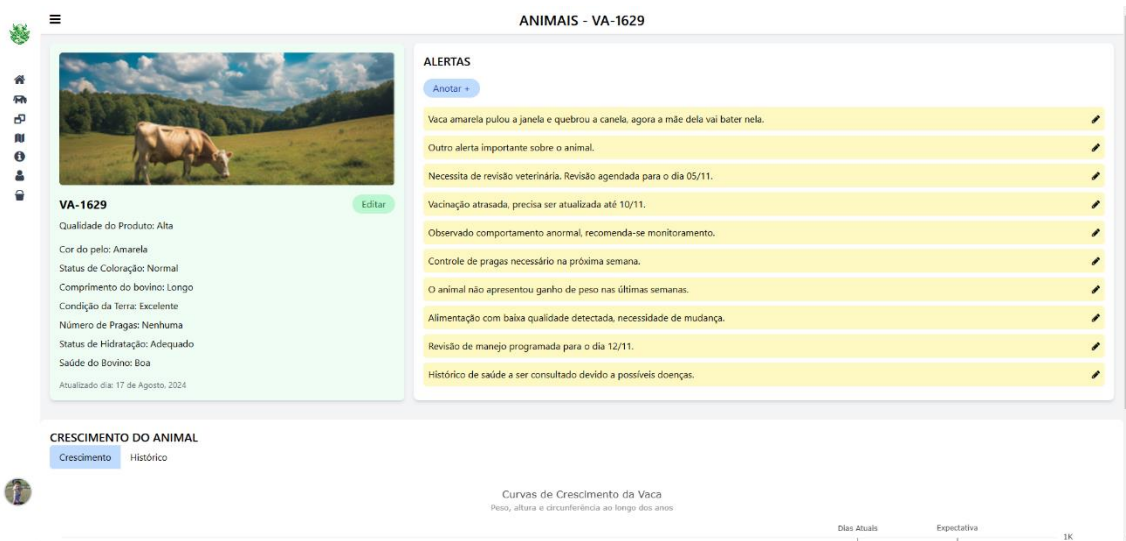 ANIMAIS - VA-1629
VA-1629
Editar
Qualidade do Produto: Alta
Cor do pelo: Amarela
Status de Coloração: Normal
Comprimento do bovino: Longo
Condição da Terra: Excelente
Número de Pragas: Nenhuma
Status de Hidratação: Adequado
Saúde do Bovino: Boa
Atualizado dia: 17 de Agosto, 2024
ALERTAS
Anotar +
Vaca amarela pulou a janela e quebrou a canela, agora a mãe dela vai bater nela.
Outro alerta importante sobre o animal.
Necessita de revisão veterinária. Revisão agendada para o dia 05/11.
Vacinação atrasada, precisa ser atualizada até 10/11.
Observado comportamento anormal, recomenda-se monitoramento.
Controle de pragas necessário na próxima semana.
O animal não apresentou ganho de peso nas últimas semanas.
Alimentação com baixa qualidade detectada, necessidade de mudança.
Revisão de manejo programada para o dia 12/11.
Histórico de saúde a ser consultado devido a possíveis doenças.
CRESCIMENTO DO ANIMAL
Crescimento Histórico
Curvas de Crescimento da Vaca
Peso, altura e circunferência ao longo dos anos
Dias Atuais Expectativa
1K